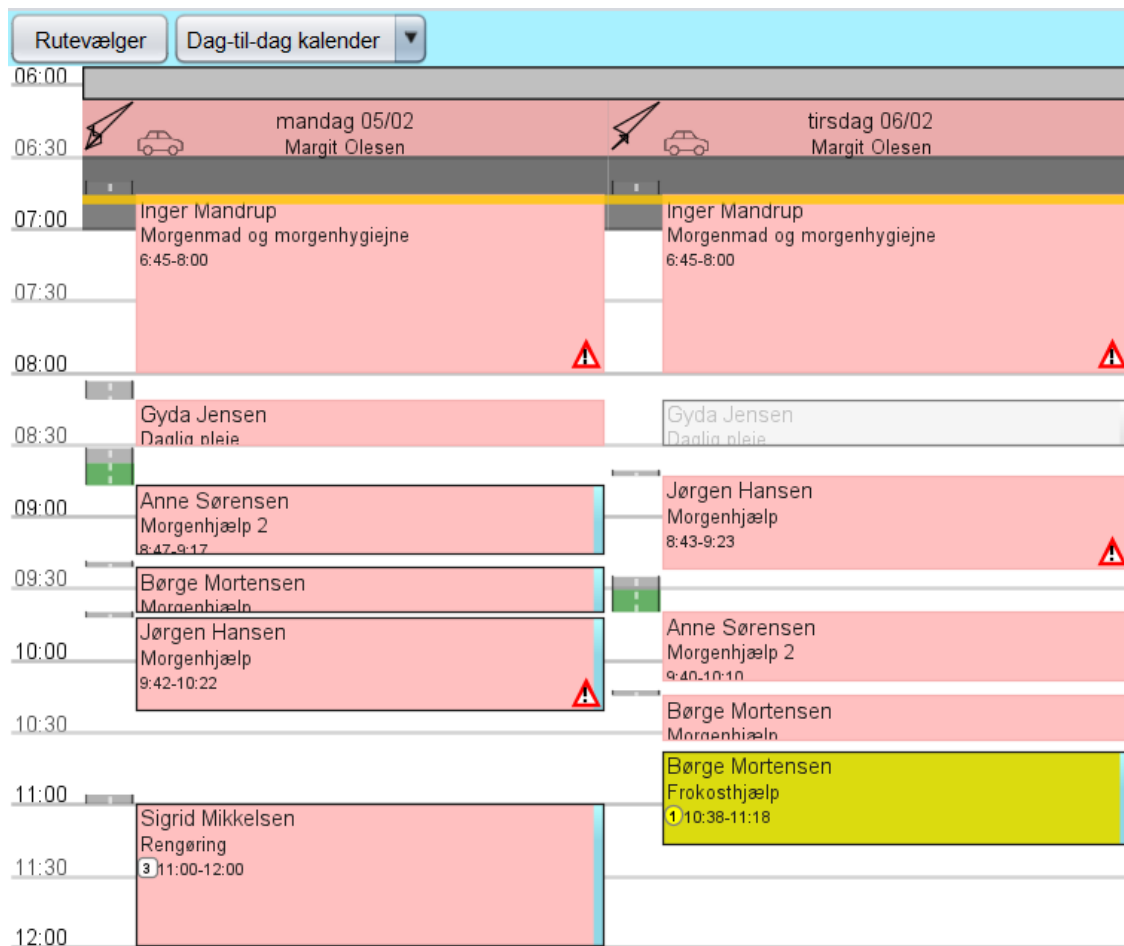 Rutevælger
Dag-til-dag kalender
06:00
06:30
07:00
07:30
08:00
08:30
09:00
09:30
10:00
10:30
11:00
11:30
12:00
mandag 05/02
Margit Olesen
Inger Mandrup
Morgenmad og morgenhygiejne
6:45-8:00
Gyda Jensen
Daglig pleje
Anne Sørensen
Morgenhjælp 2
8:47-9:17
Børge Mortensen
Morgenhjælp
Jørgen Hansen
Morgenhjælp
9:42-10:22
Sigrid Mikkelsen
Rengøring
3 11:00-12:00
tirsdag 06/02
Margit Olesen
Inger Mandrup
Morgenmad og morgenhygiejne
6:45-8:00
Gyda Jensen
Daglig pleje
Jørgen Hansen
Morgenhjælp
8:43-9:23
Anne Sørensen
Morgenhjælp 2
9:40-10:10
Børge Mortensen
Morgenhjælp
Børge Mortensen
Frokosthjælp
1 10:38-11:18